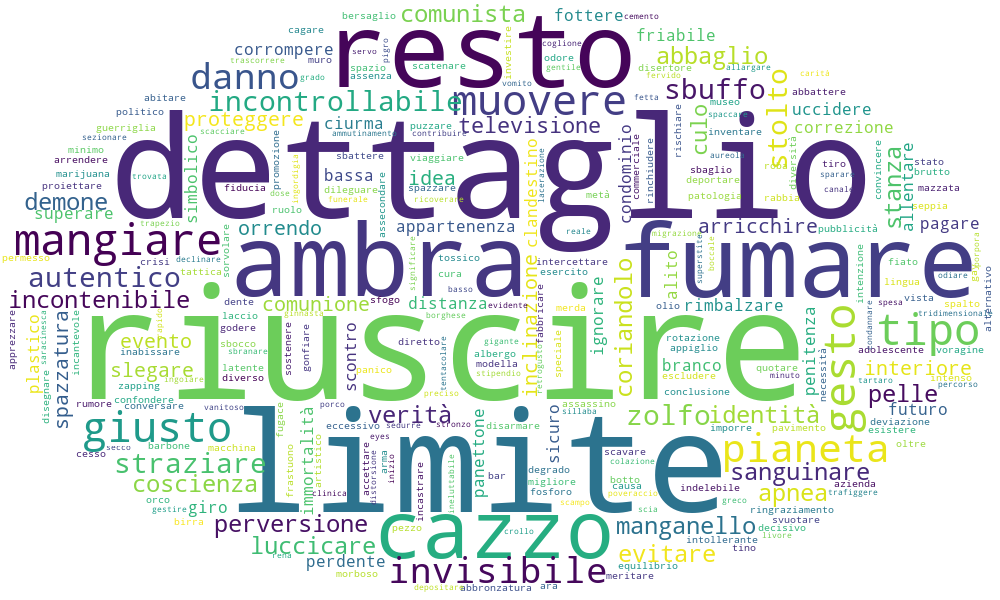 bersaglio
comunista
fottere
cemento
cagare
resto
coglione
friabile
trascorrere
servo
pigro
investire
odore
gentile
disertore
allargare
corrompere
muro
spazio
scatenare
abbaglio
fervido
carità
danno
grado
assenza
vomito
fetta
sbuffo
abbattere
abitare
incontrollabile
muovere
culo
museo
stolto
uccidere
politico
proteggere
ciurma
puzzare
televisione
rischiare
spaccare
inventare
correzione
guerriglia
scacciare
ammutinamento
contribuire
condominio
commerciale
diversità
sezionare
minimo
simbolico
promozione
sbattere
viaggiare
idea
clandestino
lacerazione
rinchiudere
sbaglio
aureola
convincere
stanza
allentare
stato
arrendere
trovata
ingordigia
bassa
dettaglio
tiro
sparare
brutto
marijuana
fiducia
dileguare
spazzare
metà
deportare
patologia
rabbia
canale
mazzata
proiettare
demone
dose
funerale
ricoverare
seppia
superare
ruolo
assecondare
appartenenza
arricchire
pubblicità
pagare
trapezio
orrendo
significare
reale
migrazione
boccale
superstite
intenzione
fiato
odiare
alternativo
mangiare
sorvolare
ambra
fumare
permesso
crisi
declinare
tossico
intercettare
alito
lingua
autentico
tattica
cura
esercito
gesto
incontenibile
dente
comunione
sfogo
basso
distanza
evidente
fabbricare
inclinazione
ignorare
coriandolo
olio
rimbalzare
vista
spesa
spalto
tridimensionale
apprezzare
spazzatura
plastico
disegnare
saracinesca
incantevole
evento
rapido
laccio
godere
ginnasta
borghese
merda
rotazione
appiglio
quotare
penitenza
necessità
adolescente
condannare
tipo
inabissare
sbocco
sbranare
sostenere
gonfiare
scontro
diretto
gigante
albergo
modella
speciale
branco
minuto
voragine
slegare
ingolare
latente
diverso
panico
tentacolare
stipendio
retrogusto
escludere
interiore
intenso
zapping
riuscire
conclusione
tartaro
percorso
rumore
confondere
vanitoso
porco
preciso
assassino
pelle
giusto
conversare
fugace
eccessivo
sedurre
stronzo
verità
sillaba
zolfo
identità
futuro
deviazione
cesso
secco
barbone
macchina
immortalità
eyes
disarmare
sicuro
imporre
pavimento
esistere
straziare
frastuono
artistico
accettare
distorsione
arma
inizio
limite
panettone
bar
degrado
scavare
colazione
pianeta
oltre
coscienza
clinica
incastrare
ineluttabile
migliore
causa
botto
poveraccio
sanguinare
azienda
orco
gestire
giro
fosforo
indelebile
apnea
trafiggere
birra
perversione
pezzo
cazzo
scampo
scia
greco
ringraziamento
manganello
decisivo
svuotare
luccicare
crollo
intollerante
livore
rena
perdente
invisibile
evitare
tino
morboso
equilibrio
depositare
abbronzatura
ara
meritare